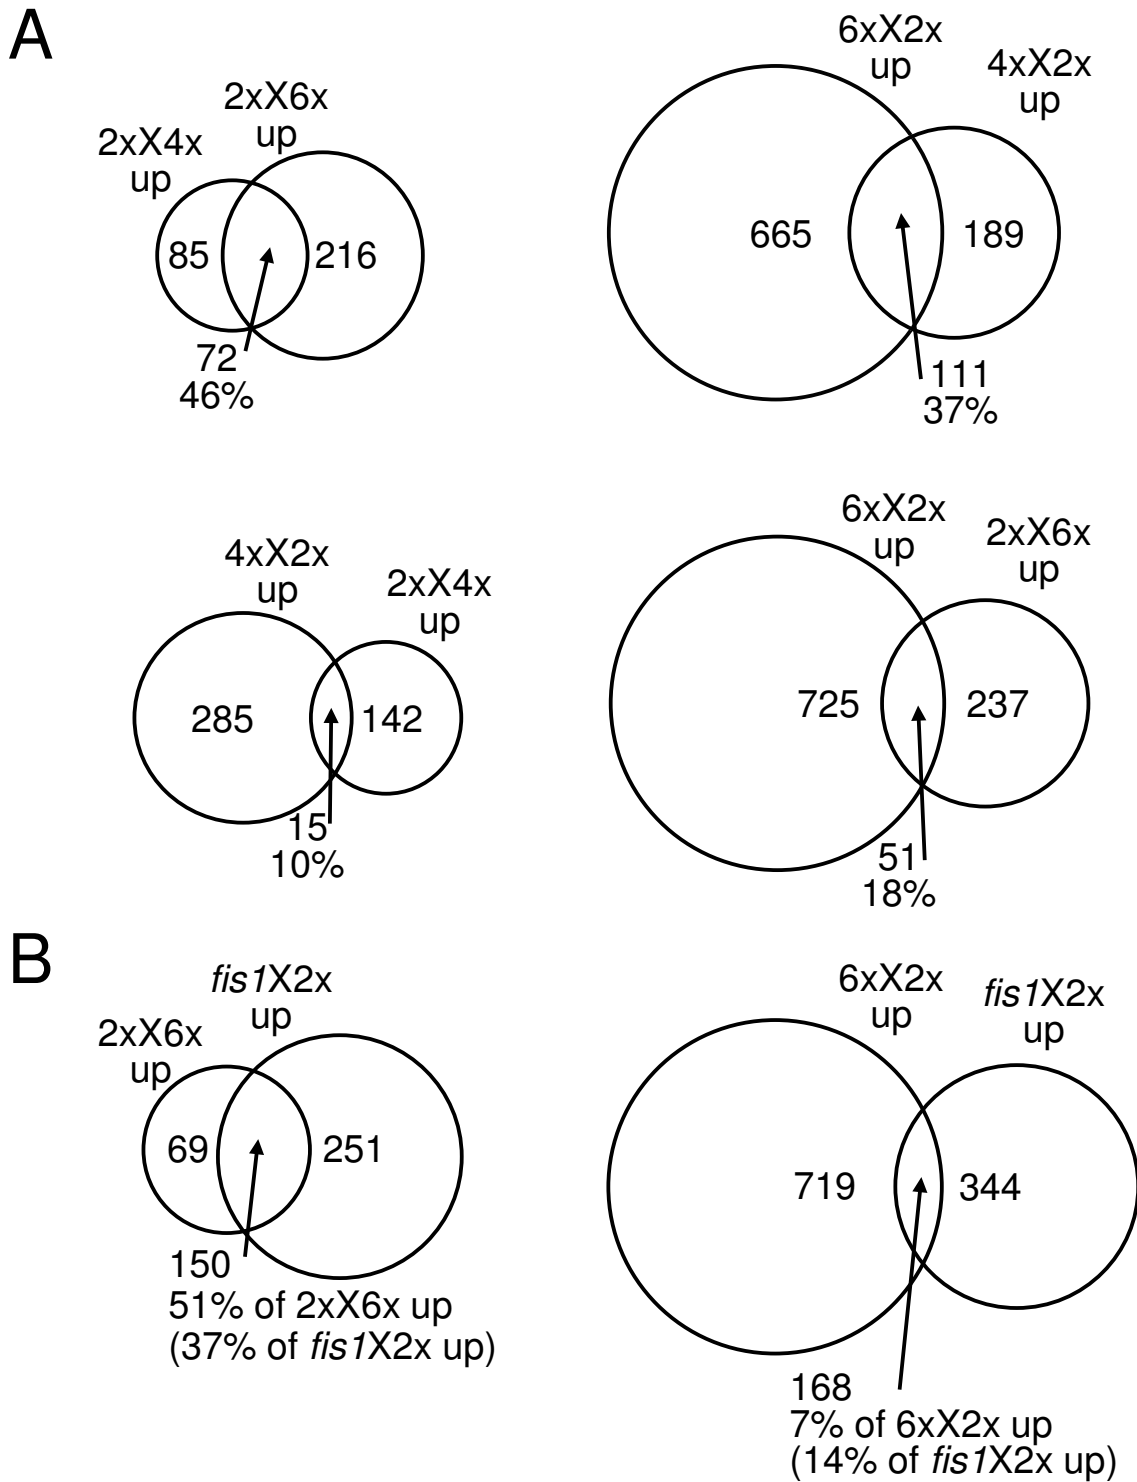 A
2xX6x
up
2xX4x
up
85
216
72
46%
6xX2x
up
4xX2x
up
665
189
111
37%
4xX2x
up
2xX4x
up
285
142
15
10%
6xX2x
up
2xX6x
up
725
237
51
18%
B
fis1X2x
up
2xX6x
up
69
251
150
51% of 2xX6x up
(37% of fis1X2x up)
6xX2x
up
fis1X2x
up
719
344
168
7% of 6xX2x up
(14% of fis1X2x up)